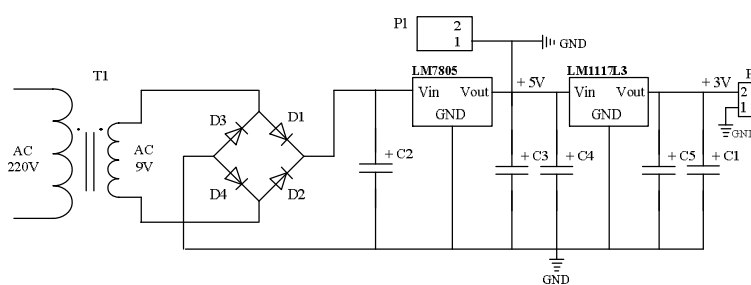 P1
2
1
GND
T1
LM7805
+5V
LM1117L3
+3V
P
Vin
Vout
GND
Vin
Vout
GND
2
1
GND
AC
220V
AC
9V
D3
D1
D4
D2
+C2
+C3
+C4
+C5
+C1
GND